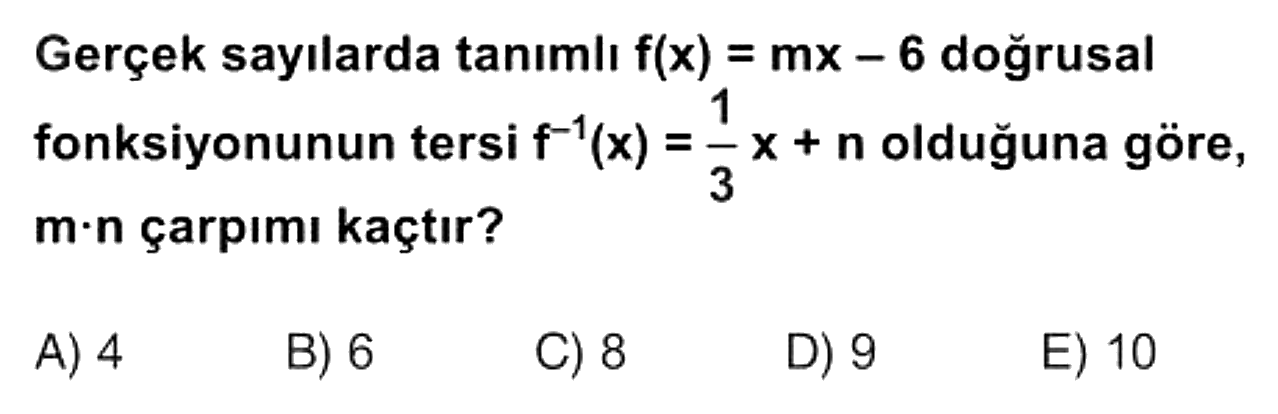 Gerçek sayılarda tanımlı f(x) = mx – 6 doğrusal
fonksiyonunun tersi f⁻¹(x) = 1/3 x + n olduğuna göre,
m·n çarpımı kaçtır?
A) 4 B) 6 C) 8 D) 9 E) 10